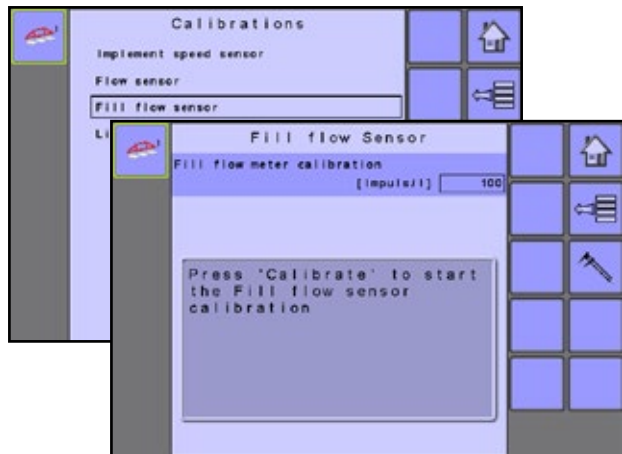 Calibrations
Implement speed sensor
Flow sensor
Fill flow sensor
Li
Fill flow Sensor
Fill flow meter calibration
[Impuls/l] 100
Press 'Calibrate' to start
the Fill flow sensor
calibration